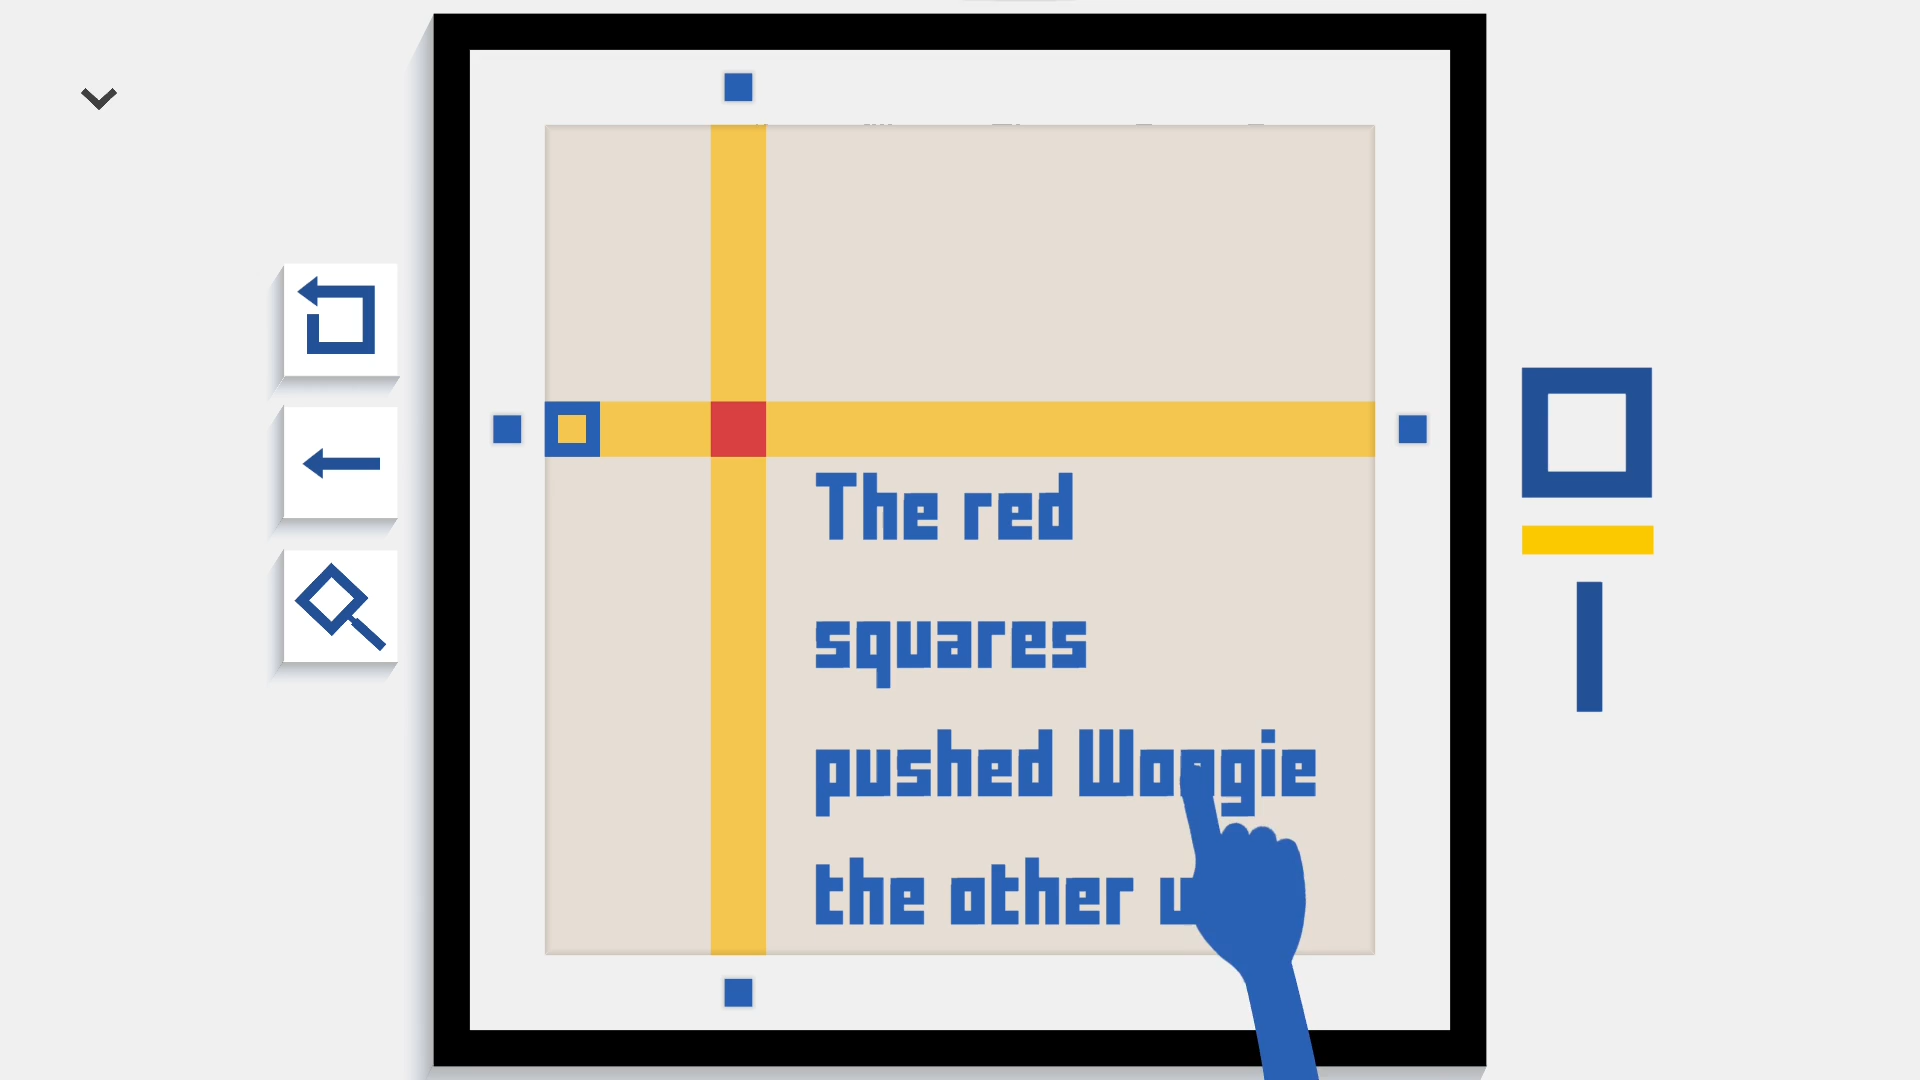 The red
squares
pushed Woogie
the other